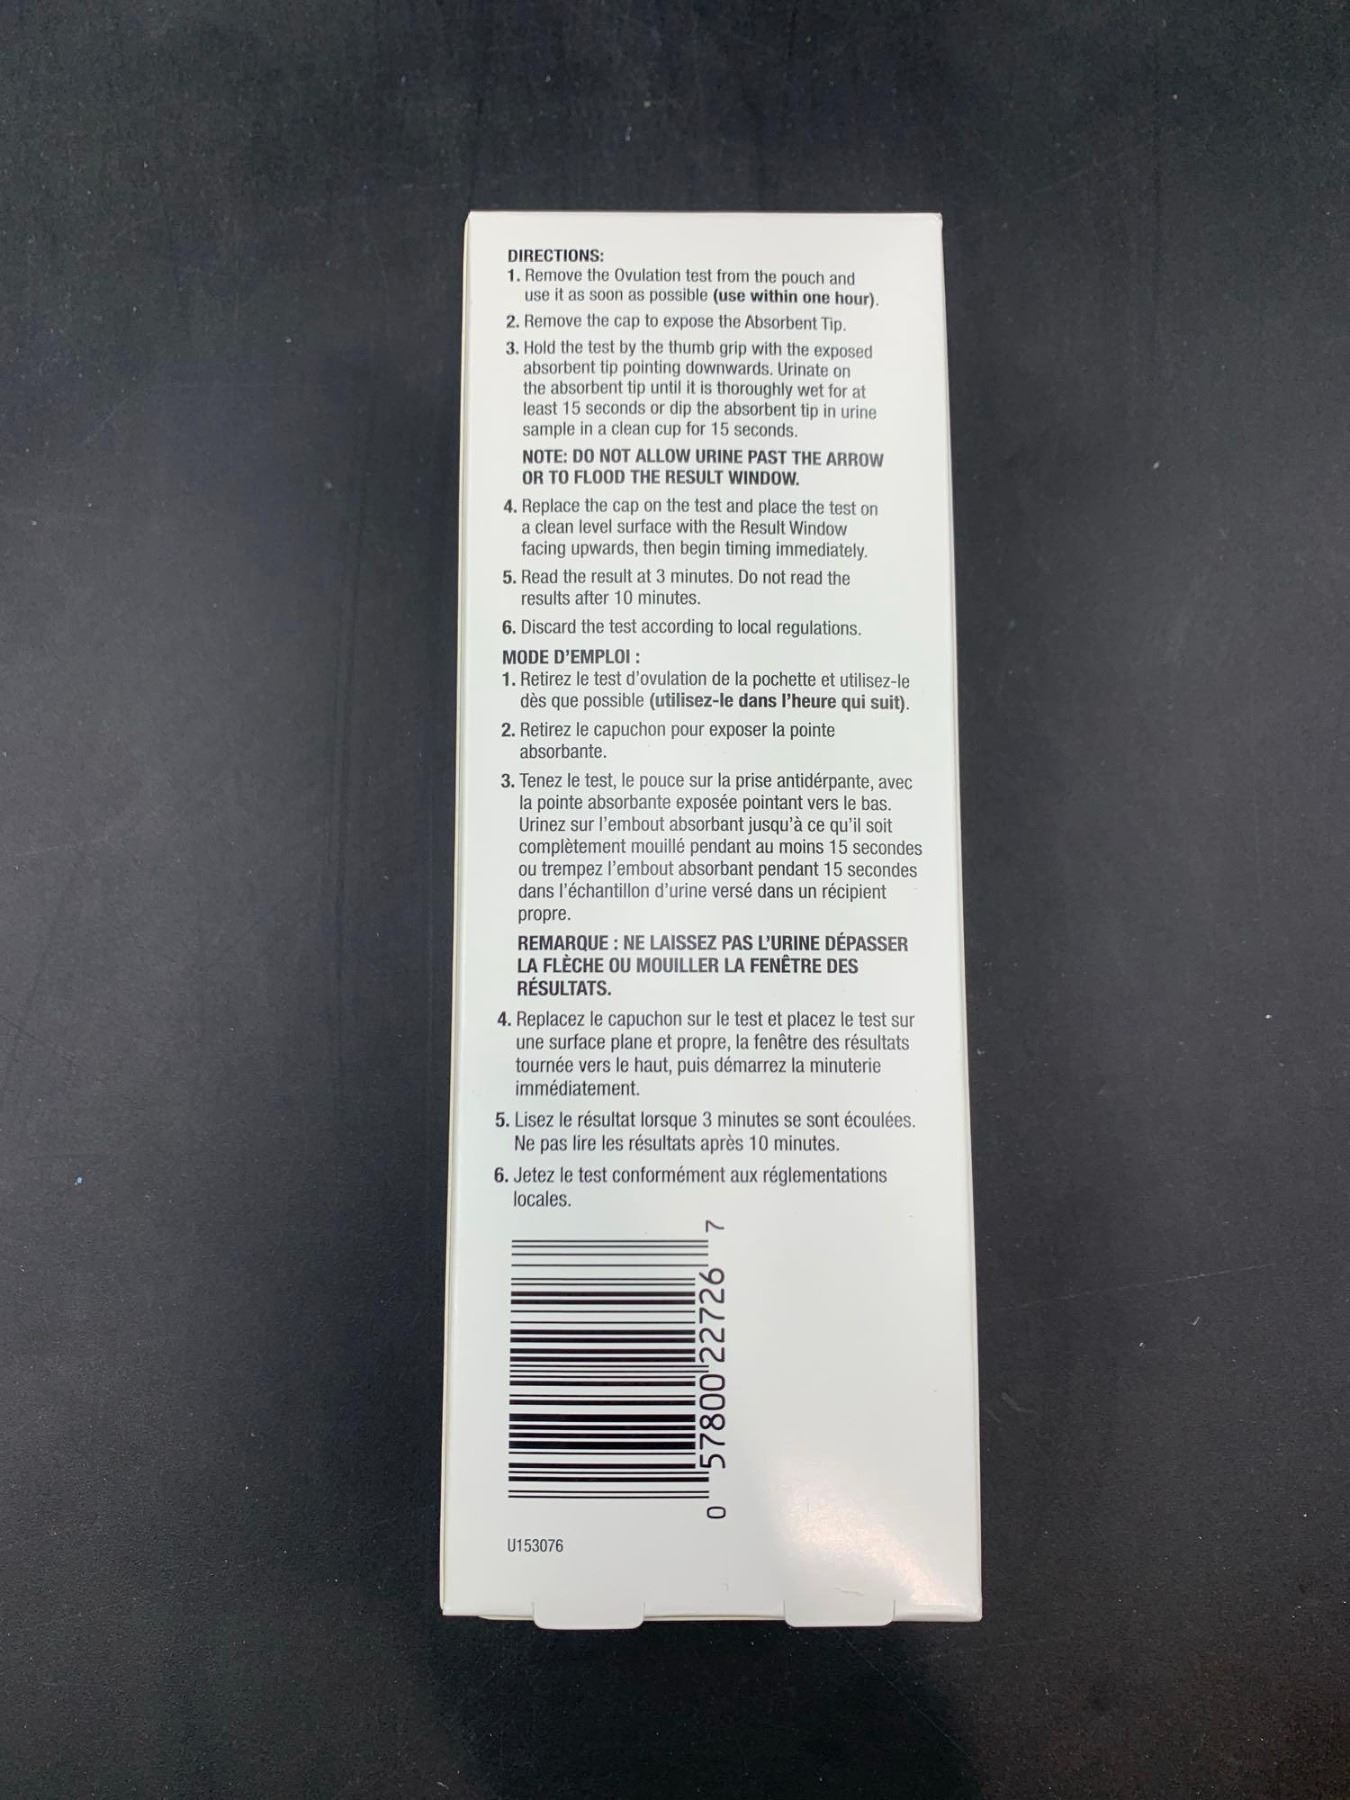 DIRECTIONS:
1. Remove the Ovulation test from the pouch and
use it as soon as possible (use within one hour).
2. Remove the cap to expose the Absorbent Tip.
3. Hold the test by the thumb grip with the exposed
absorbent tip pointing downwards. Urinate on
the absorbent tip until it is thoroughly wet for at
least 15 seconds or dip the absorbent tip in urine
sample in a clean cup for 15 seconds.
NOTE: DO NOT ALLOW URINE PAST THE ARROW
OR TO FLOOD THE RESULT WINDOW.
4. Replace the cap on the test and place the test on
a clean level surface with the Result Window
facing upwards, then begin timing immediately.
5. Read the result at 3 minutes. Do not read the
results after 10 minutes.
6. Discard the test according to local regulations.
MODE D'EMPLOI :
1. Retirez le test d'ovulation de la pochette et utilisez-le
dès que possible (utilisez-le dans l'heure qui suit).
2. Retirez le capuchon pour exposer la pointe
absorbante.
3. Tenez le test, le pouce sur la prise antidérpante, avec
la pointe absorbante exposée pointant vers le bas.
Urinez sur l'embout absorbant jusqu'à ce qu'il soit
complètement mouillé pendant au moins 15 secondes
ou trempez l'embout absorbant pendant 15 secondes
dans l'échantillon d'urine versé dans un récipient
propre.
REMARQUE : NE LAISSEZ PAS L'URINE DÉPASSER
LA FLÈCHE OU MOUILLER LA FENÊTRE DES
RÉSULTATS.
4. Replacez le capuchon sur le test et placez le test sur
une surface plane et propre, la fenêtre des résultats
tournée vers le haut, puis démarrez la minuterie
immédiatement.
5. Lisez le résultat lorsque 3 minutes se sont écoulées.
Ne pas lire les résultats après 10 minutes.
6. Jetez le test conformément aux réglementations
locales.
0 57800 22726 7
U153076